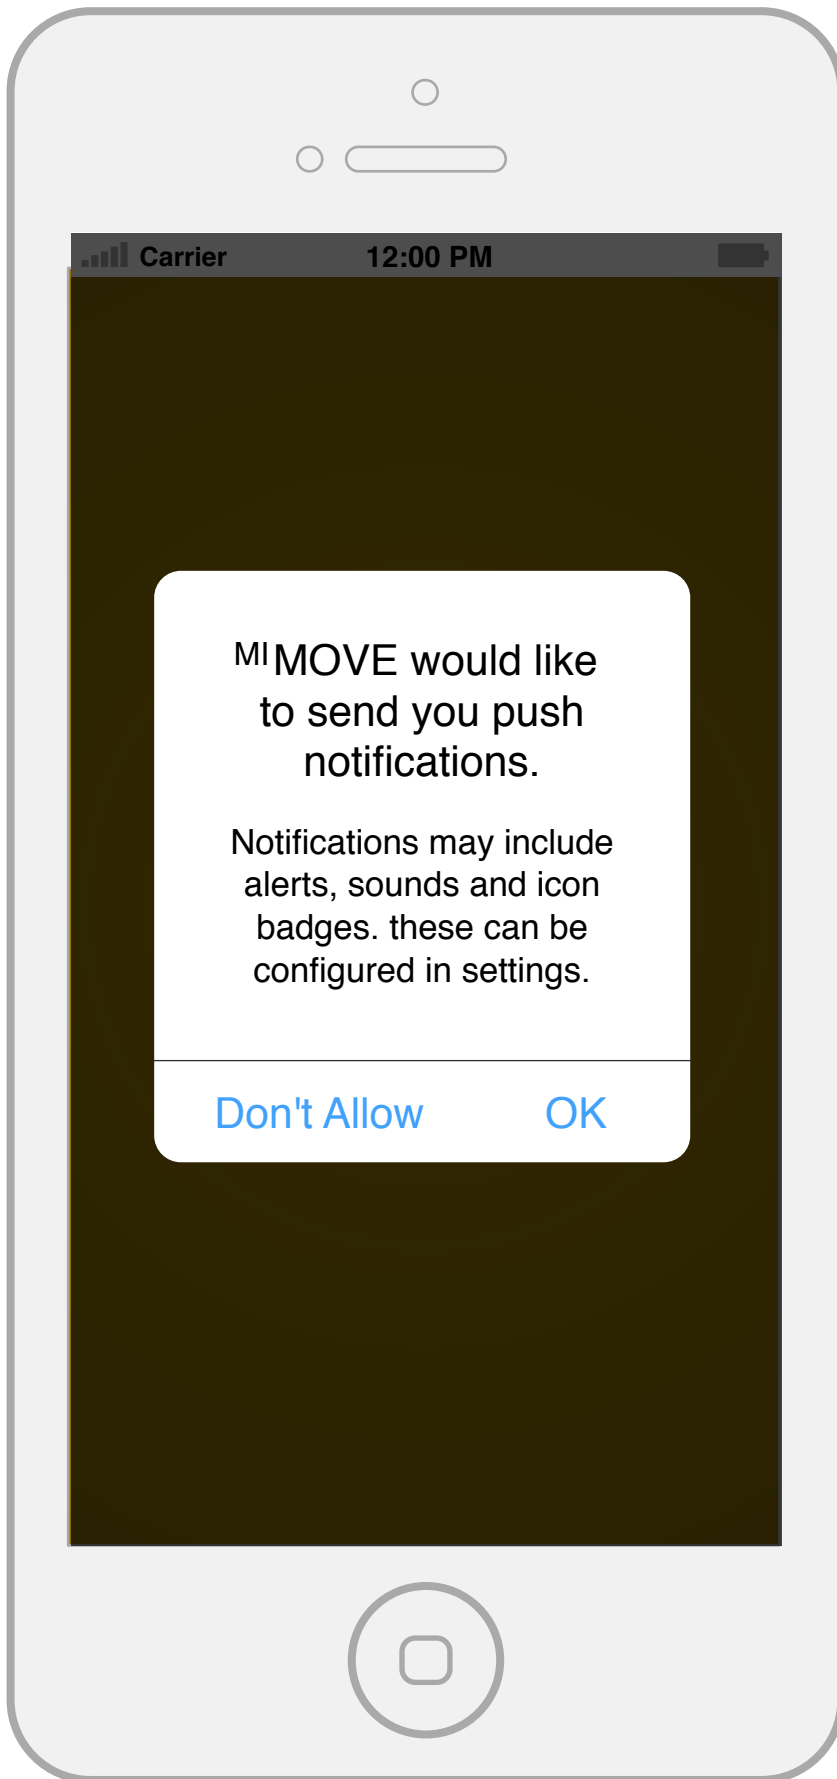 Carrier 12:00 PM
MIMOVE would like
to send you push
notifications.
Notifications may include
alerts, sounds and icon
badges. these can be
configured in settings.
Don't Allow OK